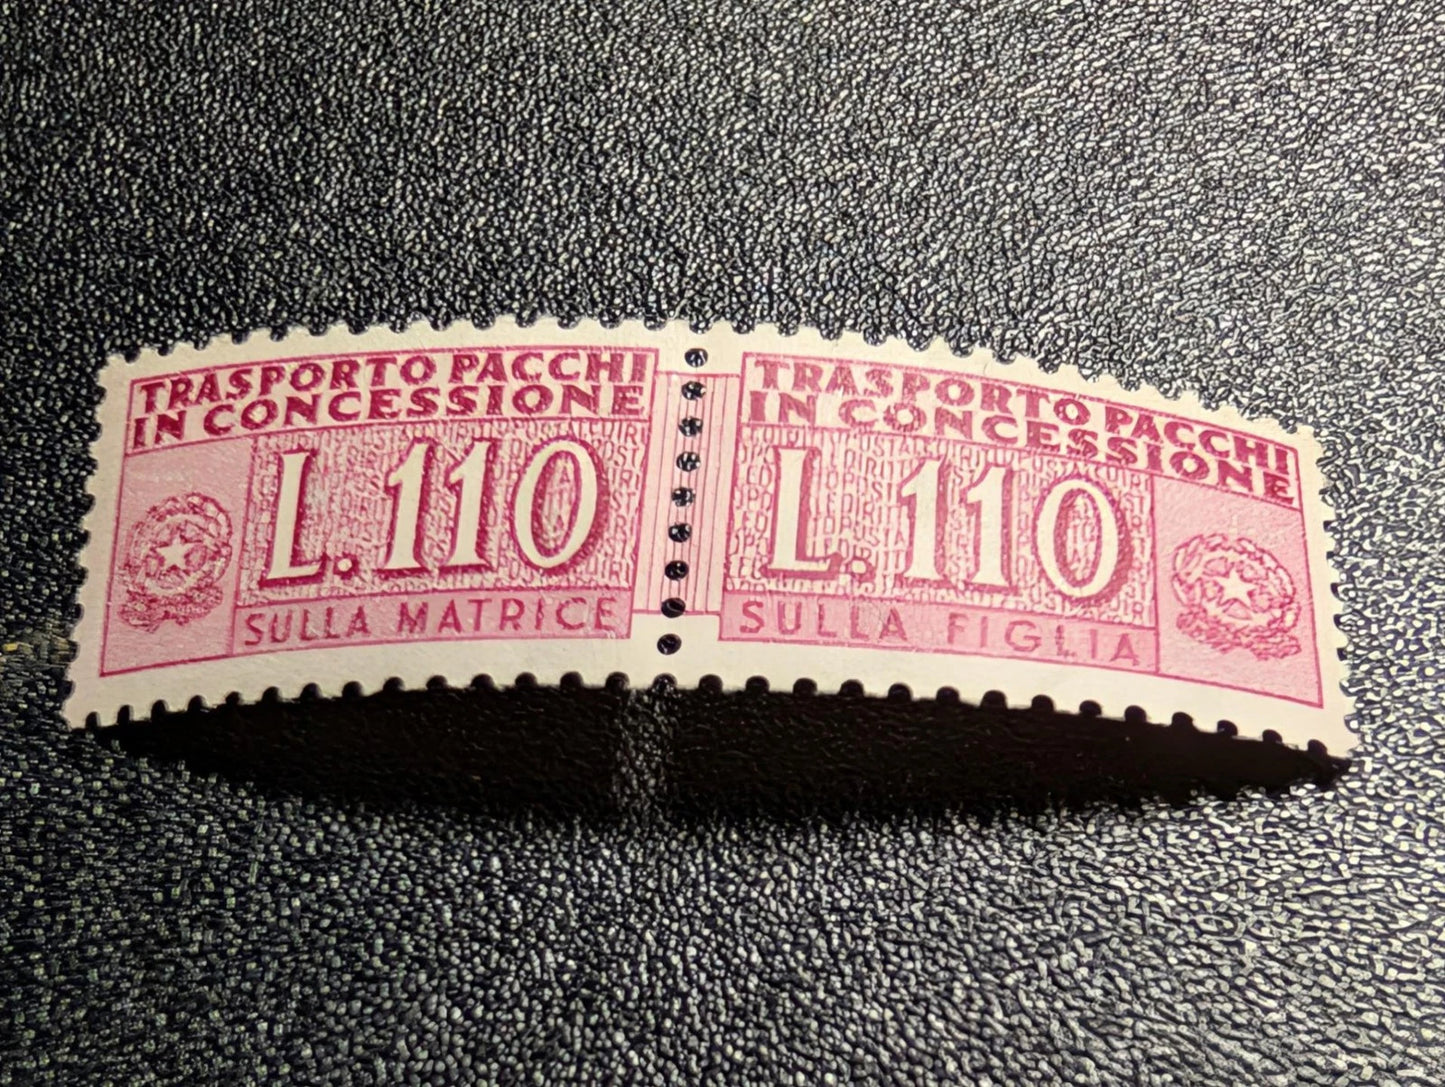 TRASPORTO PACCHI
IN CONCESSIONE
L.110
SULLA MATRICE
TRASPORTO PACCHI
IN CONCESSIONE
L.110
SULLA FIGLIA